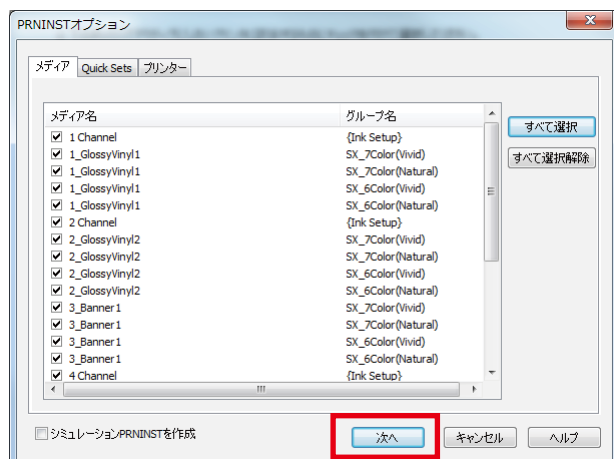 PRNINSTオプション
メディア Quick Sets プリンター
メディア名 グループ名
すべて選択
すべて選択解除
1 Channel {Ink Setup}
1_GlossyVinyl1 SX_7Color(Vivid)
1_GlossyVinyl1 SX_7Color(Natural)
1_GlossyVinyl1 SX_6Color(Vivid)
1_GlossyVinyl1 SX_6Color(Natural)
2 Channel {Ink Setup}
2_GlossyVinyl2 SX_7Color(Vivid)
2_GlossyVinyl2 SX_7Color(Natural)
2_GlossyVinyl2 SX_6Color(Vivid)
2_GlossyVinyl2 SX_6Color(Natural)
3_Banner1 SX_7Color(Vivid)
3_Banner1 SX_7Color(Natural)
3_Banner1 SX_6Color(Vivid)
3_Banner1 SX_6Color(Natural)
4 Channel {Ink Setup}
シミュレーションPRNINSTを作成 次へ キャンセル ヘルプ